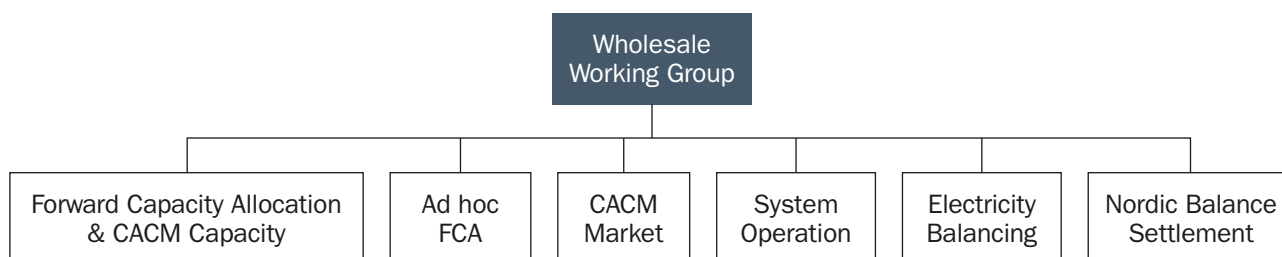 Wholesale
Working Group
Forward Capacity Allocation
& CACM Capacity
Ad hoc
FCA
CACM
Market
System
Operation
Electricity
Balancing
Nordic Balance
Settlement